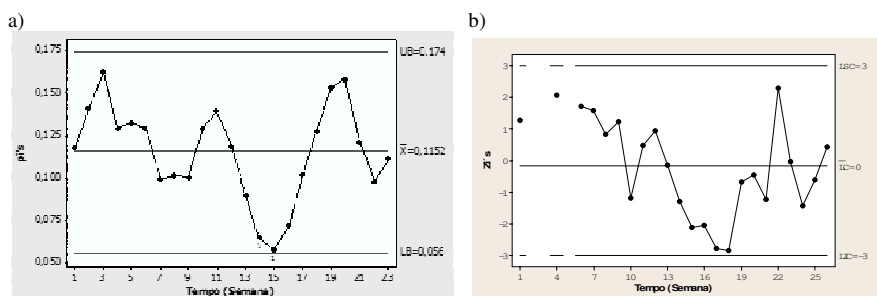 a)
b)
0,175
0,150
0,125
0,100
0,075
0,050
pi's
UB=0,174
X=0,1152
LB=0,056
1 3 5 7 9 11 13 15 17 19 21 23
Tempo (Semana)
3
2
1
0
-1
-2
-3
Zi's
LSC=3
LC=0
LIC=-3
1 4 7 10 13 16 19 22 25
Tempo (Semana)